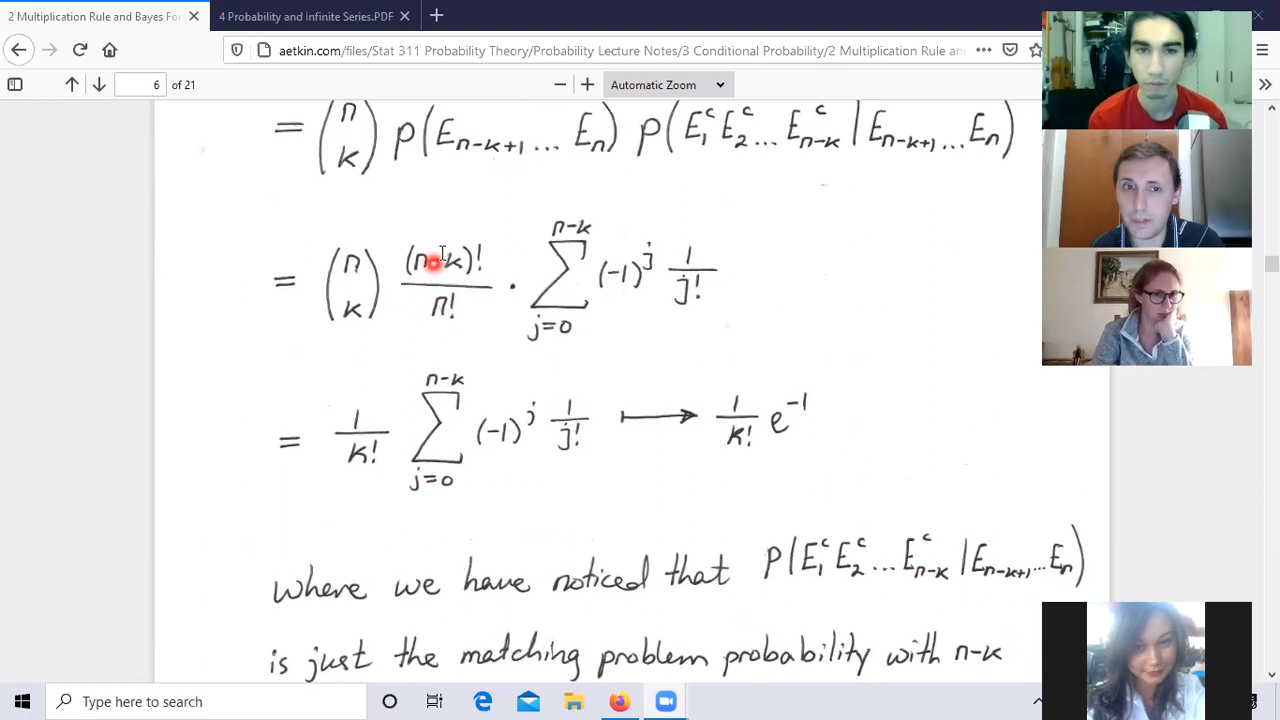 2 Multiplication Rule and Bayes For
4 Probability and Infinite Series.PDF
aetkin.com/files/Stat 311 Probability Theory/Probability Lecture Notes/3 Conditional Probability/2 Multiplication Rule and
6 of 21
Automatic Zoom
= (n k) P(E_{n-k+1} ... E_n) P(E_1^c E_2^c ... E_{n-k}^c | E_{n-k+1} ... E_n)
= (n k) (n-k)!/n! · Σ_{j=0}^{n-k} (-1)^j 1/j!
= 1/k! Σ_{j=0}^{n-k} (-1)^j 1/j! ⟼ 1/k! e^{-1}
where we have noticed that P(E_1^c E_2^c ... E_{n-k}^c | E_{n-k+1} ... E_n)
is just the matching problem probability with n-k
Type here to search